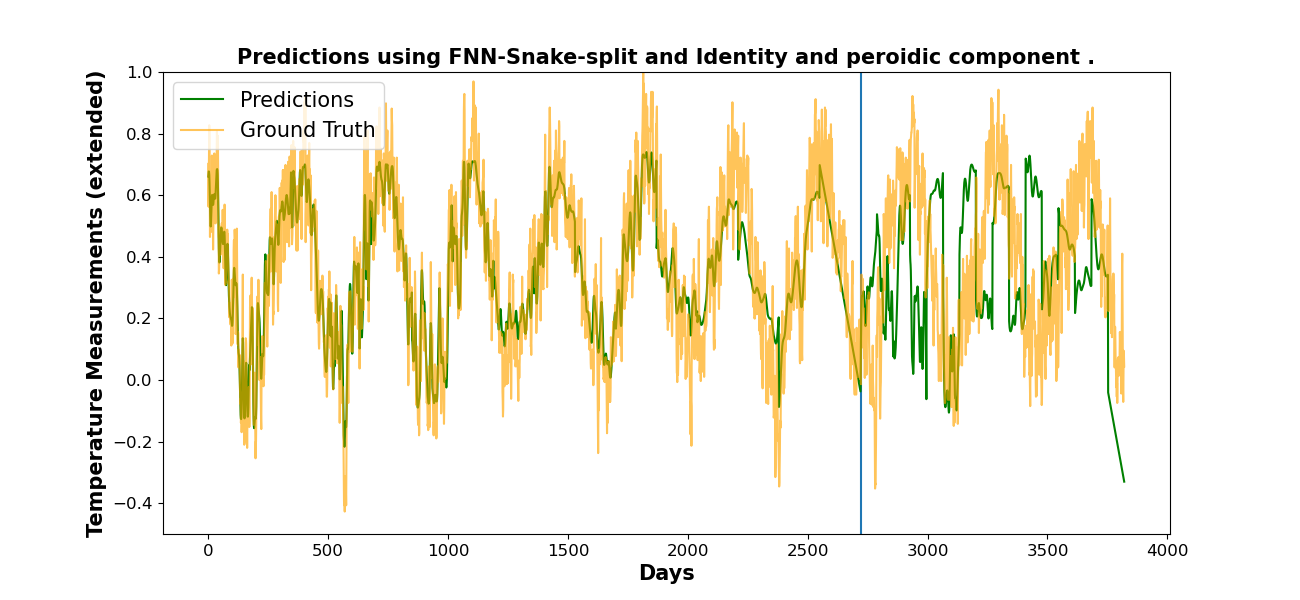 Predictions using FNN-Snake-split and Identity and peroidic component .
Temperature Measurements (extended)
1.0
0.8
0.6
0.4
0.2
0.0
−0.2
−0.4
Predictions
Ground Truth
0 500 1000 1500 2000 2500 3000 3500 4000
Days